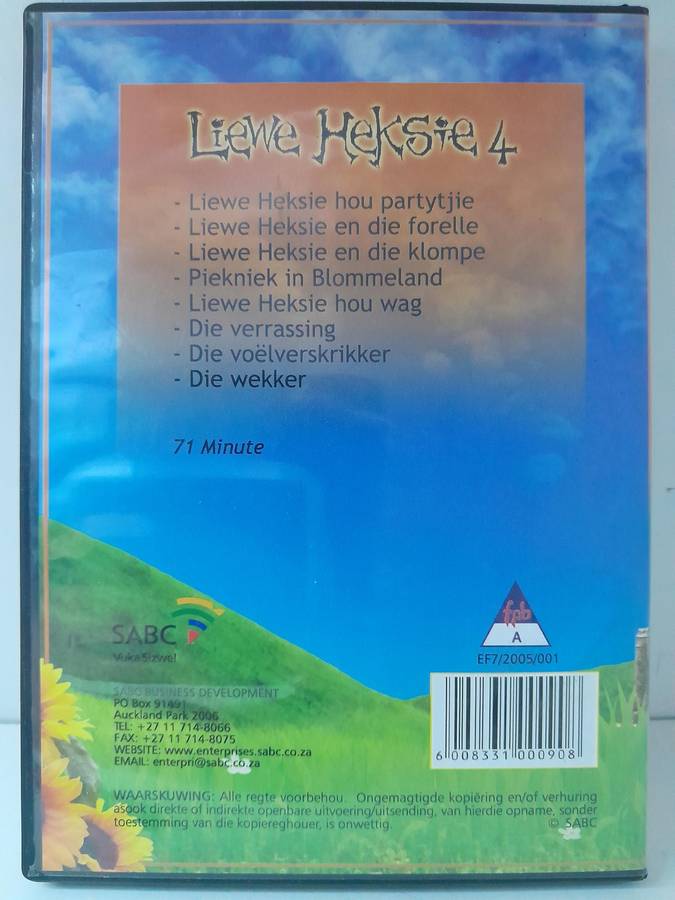 Liewe Heksie 4
- Liewe Heksie hou partytjie
- Liewe Heksie en die forelle
- Liewe Heksie en die klompe
- Piekniek in Blommeland
- Liewe Heksie hou wag
- Die verrassing
- Die voëlverskrikker
- Die wekker
71 Minute
SABC
Vuka Sizwe!
fpb
A
EF7/2005/001
SABC BUSINESS DEVELOPMENT
PO Box 91491
Auckland Park 2006
TEL: +27 11 714-8066
FAX: +27 11 714-8075
WEBSITE: www.enterprises.sabc.co.za
EMAIL: enterpri@sabc.co.za
6 008331 000908
WAARSKUWING: Alle regte voorbehou. Ongemagtigde kopiëring en/of verhuring
asook direkte of indirekte openbare uitvoering/uitsending, van hierdie opname, sonder
toestemming van die kopiereghouer, is onwettig. © SABC